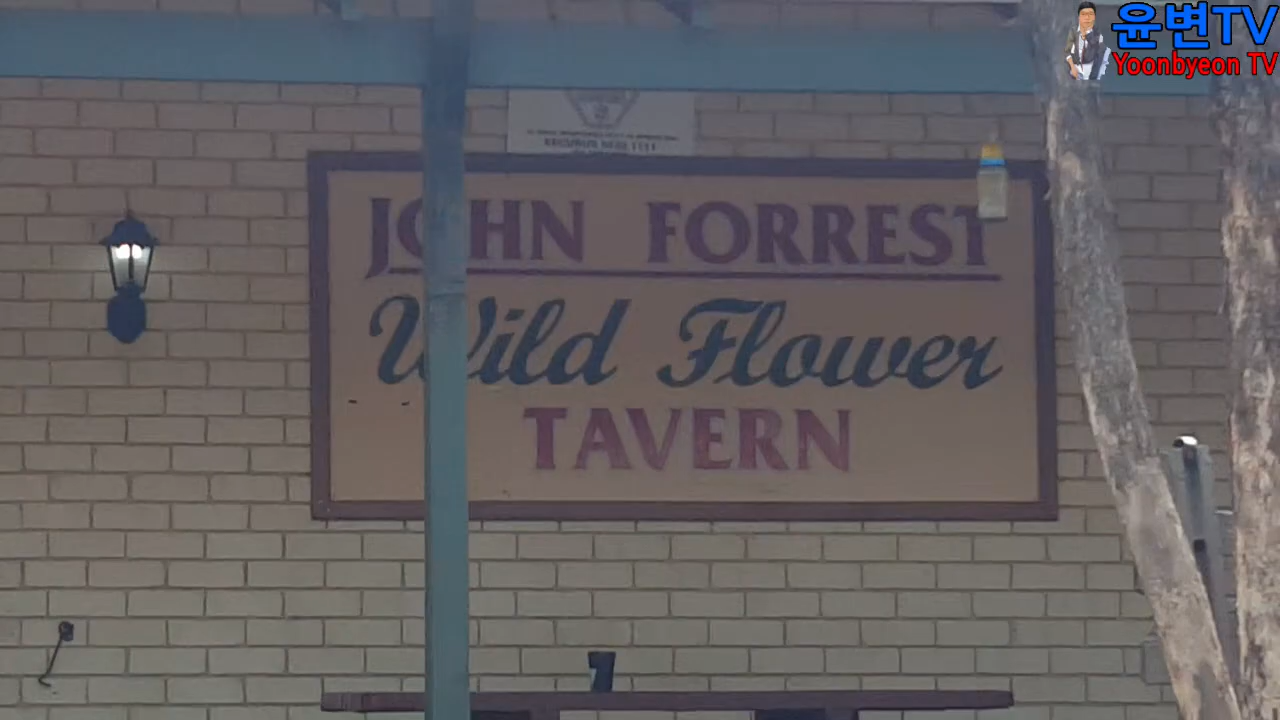 윤변TV
Yoonbyeon TV
JOHN FORREST
Wild Flower
TAVERN